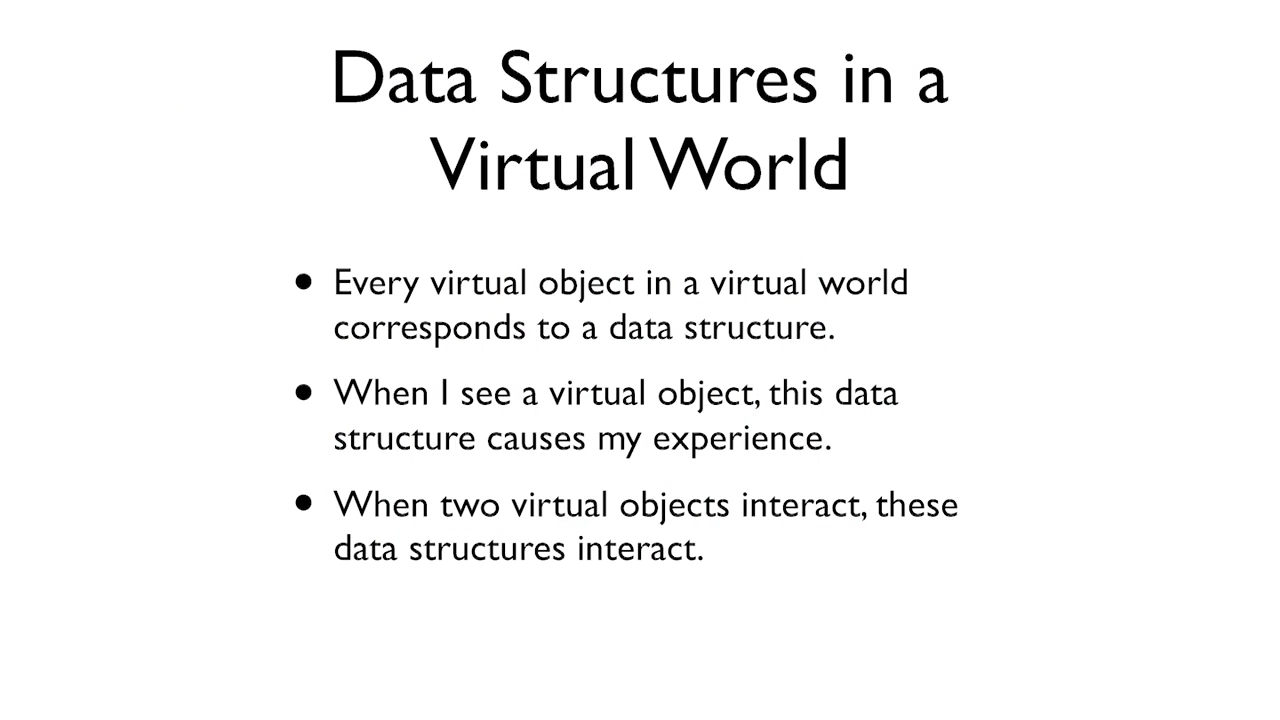 Data Structures in a
Virtual World
• Every virtual object in a virtual world
corresponds to a data structure.
• When I see a virtual object, this data
structure causes my experience.
• When two virtual objects interact, these
data structures interact.